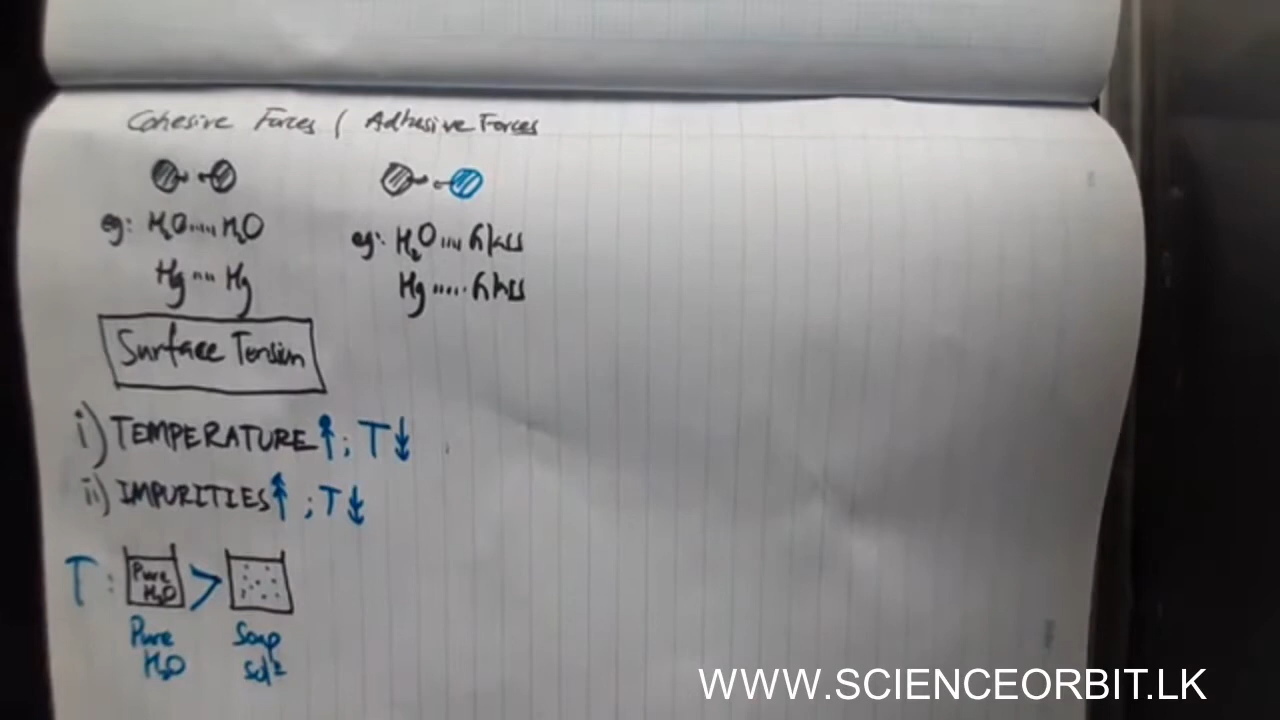 Cohesive Forces / Adhesive Forces
eg: H₂O.....H₂O
Hg....Hg
eg: H₂O....Glass
Hg.....Glass
Surface Tension
i) TEMPERATURE↑; T↓
ii) IMPURITIES↑; T↓
T: Pure H₂O >
Pure H₂O
Soap Solⁿ
WWW.SCIENCEORBIT.LK